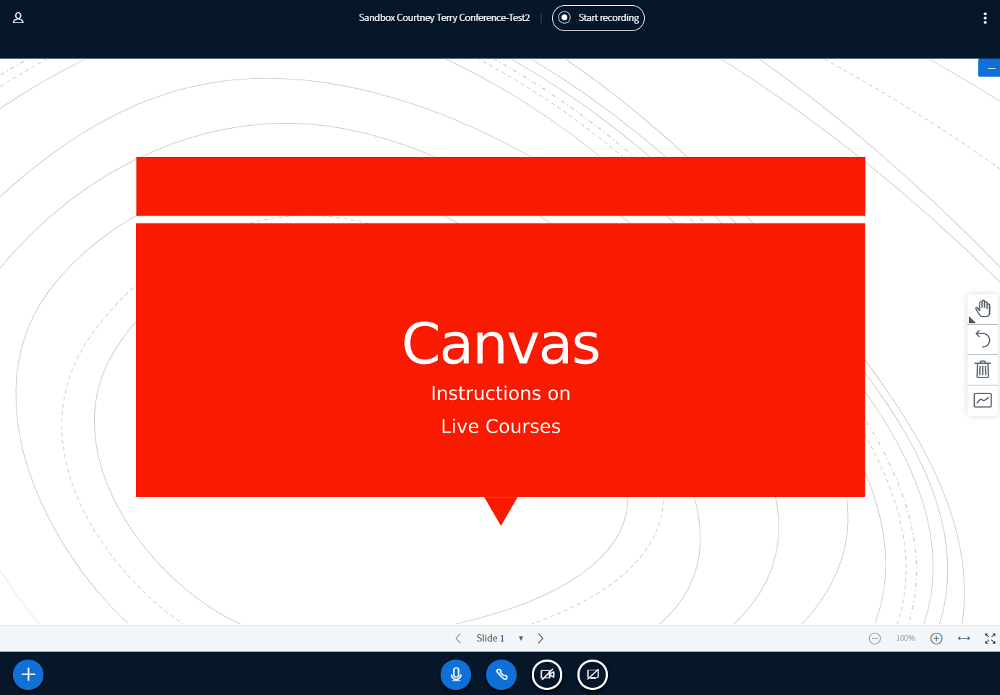 Sandbox Courtney Terry Conference-Test2
Start recording
Canvas
Instructions on
Live Courses
Slide 1
100%